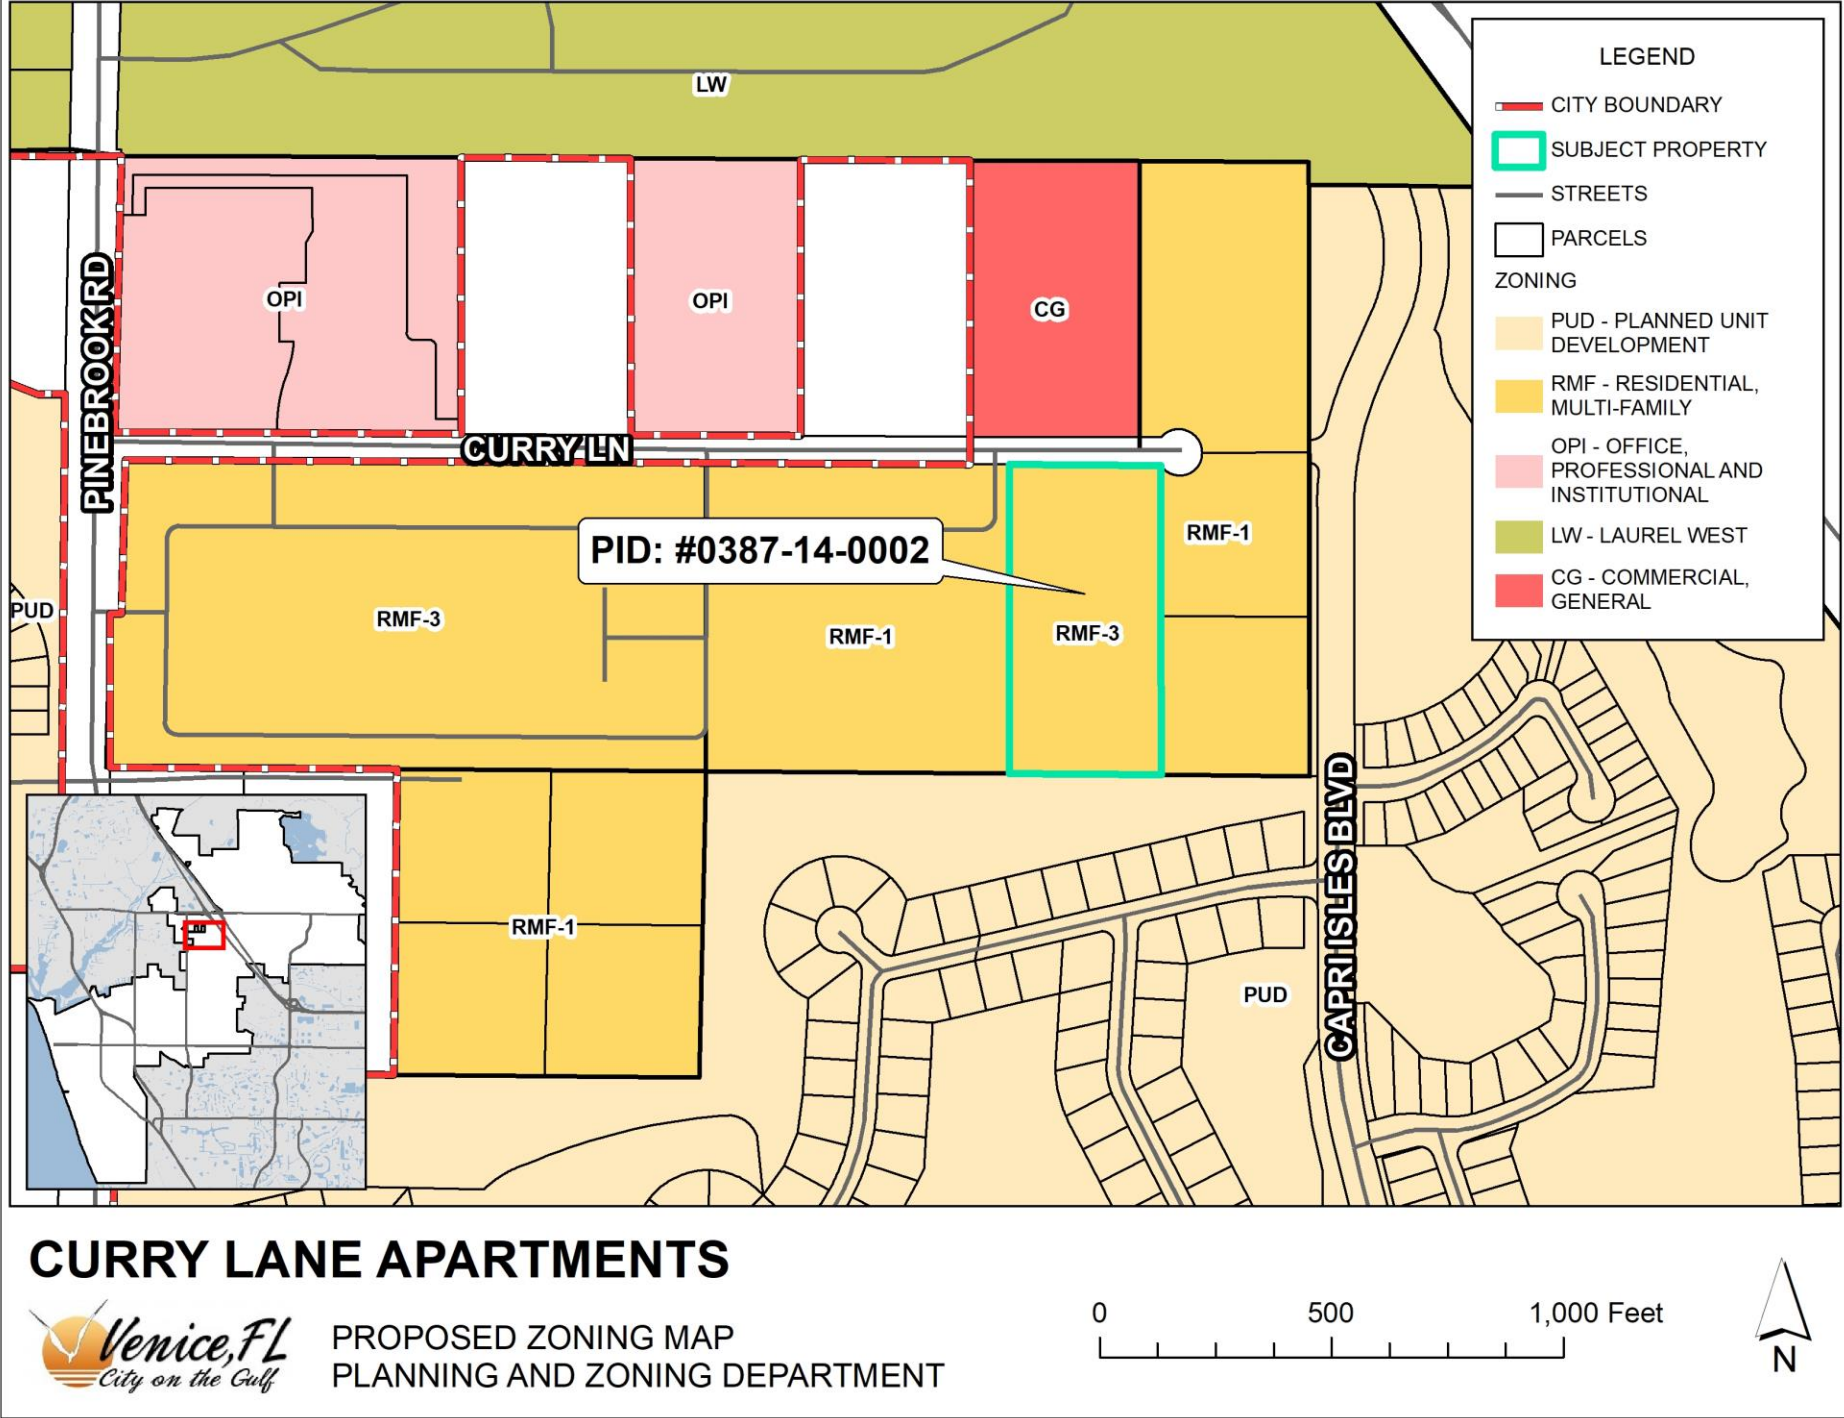 LW
LEGEND
CITY BOUNDARY
SUBJECT PROPERTY
STREETS
PARCELS
ZONING
PUD - PLANNED UNIT
DEVELOPMENT
RMF - RESIDENTIAL,
MULTI-FAMILY
OPI - OFFICE,
PROFESSIONAL AND
INSTITUTIONAL
LW - LAUREL WEST
CG - COMMERCIAL,
GENERAL
OPI
OPI
CG
PINEBROOK RD
CURRY LN
PID: #0387-14-0002
RMF-1
PUD
RMF-3
RMF-1
RMF-3
RMF-1
PUD
CAPRI ISLES BLVD
CURRY LANE APARTMENTS
Venice, FL
City on the Gulf
PROPOSED ZONING MAP
PLANNING AND ZONING DEPARTMENT
0 500 1,000 Feet
N